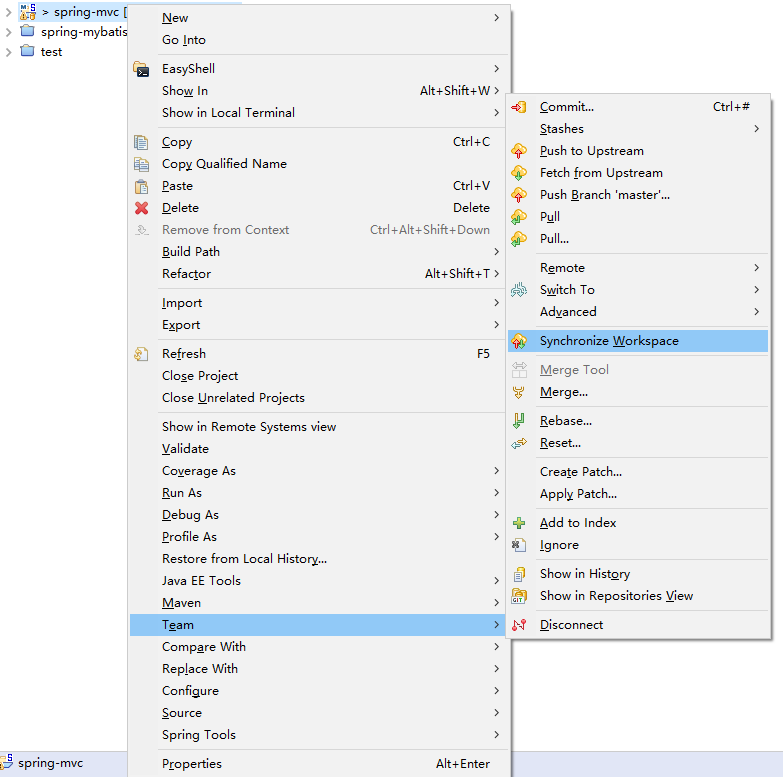 > spring-mvc [
spring-mybatis
test
New
Go Into
EasyShell
Show In Alt+Shift+W
Show in Local Terminal
Copy Ctrl+C
Copy Qualified Name
Paste Ctrl+V
Delete Delete
Remove from Context Ctrl+Alt+Shift+Down
Build Path
Refactor Alt+Shift+T
Import
Export
Refresh F5
Close Project
Close Unrelated Projects
Show in Remote Systems view
Validate
Coverage As
Run As
Debug As
Profile As
Restore from Local History...
Java EE Tools
Maven
Team
Compare With
Replace With
Configure
Source
Spring Tools
Properties Alt+Enter
Commit... Ctrl+#
Stashes
Push to Upstream
Fetch from Upstream
Push Branch 'master'...
Pull
Pull...
Remote
Switch To
Advanced
Synchronize Workspace
Merge Tool
Merge...
Rebase...
Reset...
Create Patch...
Apply Patch...
Add to Index
Ignore
Show in History
Show in Repositories View
Disconnect
spring-mvc